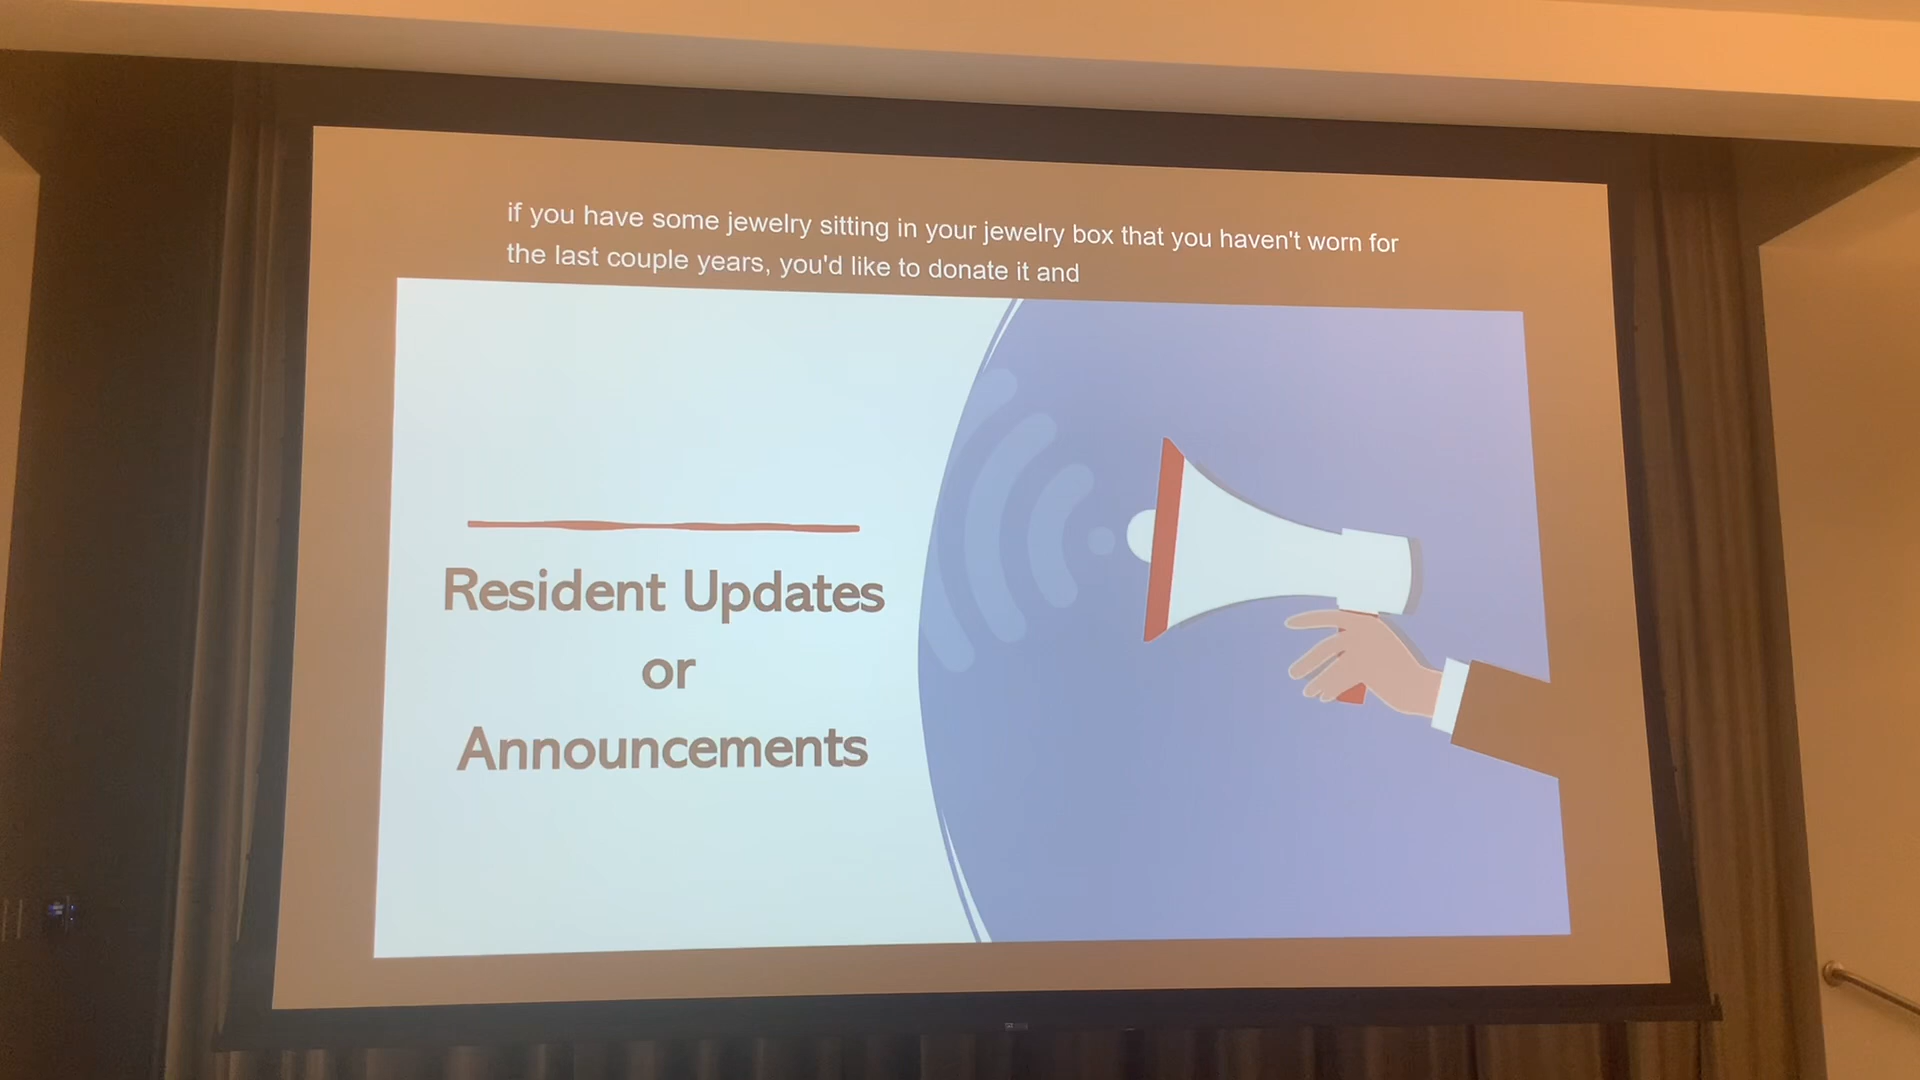 if you have some jewelry sitting in your jewelry box that you haven't worn for
the last couple years, you'd like to donate it and
Resident Updates
or
Announcements